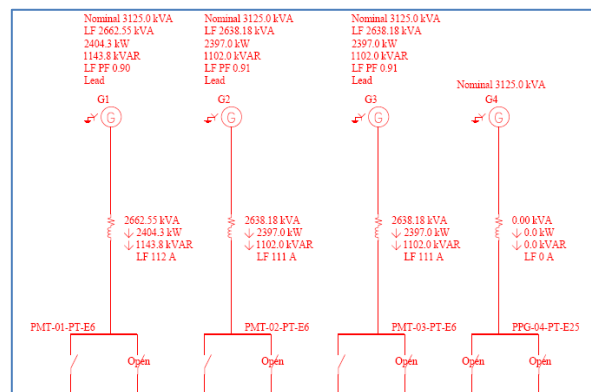 Nominal 3125.0 kVA
LF 2662.55 kVA
2404.3 kW
1143.8 kVAR
LF PF 0.90
Lead
G1
G
Nominal 3125.0 kVA
LF 2638.18 kVA
2397.0 kW
1102.0 kVAR
LF PF 0.91
Lead
G2
G
Nominal 3125.0 kVA
LF 2638.18 kVA
2397.0 kW
1102.0 kVAR
LF PF 0.91
Lead
G3
G
Nominal 3125.0 kVA
G4
G
2662.55 kVA
2404.3 kW
1143.8 kVAR
LF 112 A
2638.18 kVA
2397.0 kW
1102.0 kVAR
LF 111 A
2638.18 kVA
2397.0 kW
1102.0 kVAR
LF 111 A
0.00 kVA
0.0 kW
0.0 kVAR
LF 0 A
PMT-01-PT-E6
PMT-02-PT-E6
PMT-03-PT-E6
PPG-04-PT-E25
Open
Open
Open
Open
Open